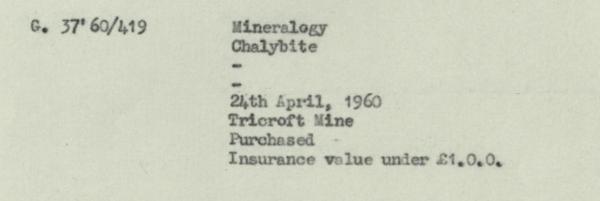 G. 37'60/419 Mineralogy
Chalybite
-
-
24th April, 1960
Tricroft Mine
Purchased -
Insurance value under £1.0.0.